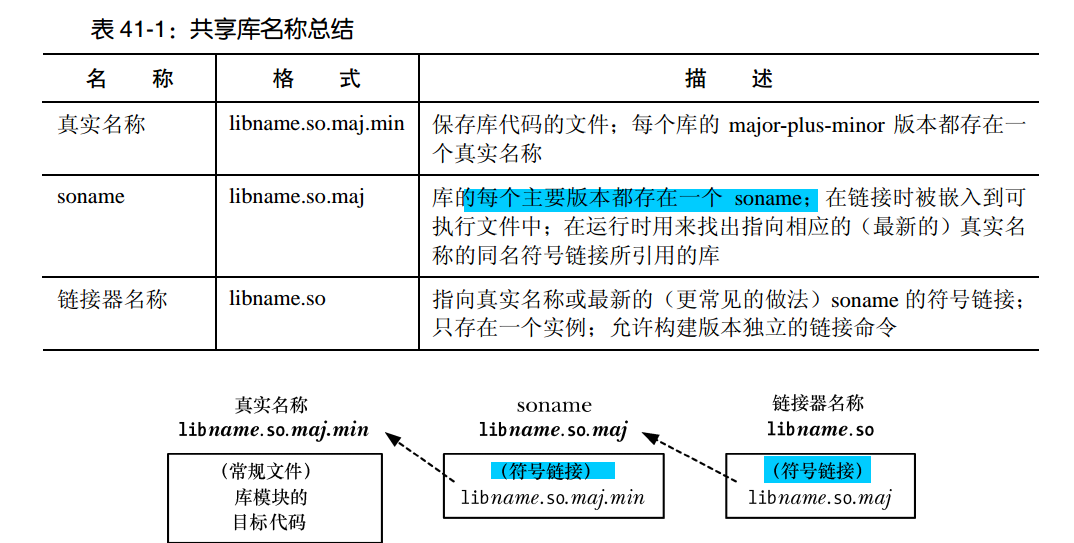 表 41-1：共享库名称总结
名 称 格 式 描 述
真实名称 libname.so.maj.min 保存库代码的文件；每个库的 major-plus-minor 版本都存在一
个真实名称
soname libname.so.maj 库的每个主要版本都存在一个 soname；在链接时被嵌入到可
执行文件中；在运行时用来找出指向相应的（最新的）真实名
称的同名符号链接所引用的库
链接器名称 libname.so 指向真实名称或最新的（更常见的做法）soname 的符号链接；
只存在一个实例；允许构建版本独立的链接命令
真实名称 soname 链接器名称
libname.so.maj.min libname.so.maj libname.so
（常规文件） （符号链接） （符号链接）
库模块的 libname.so.maj.min libname.so.maj
目标代码